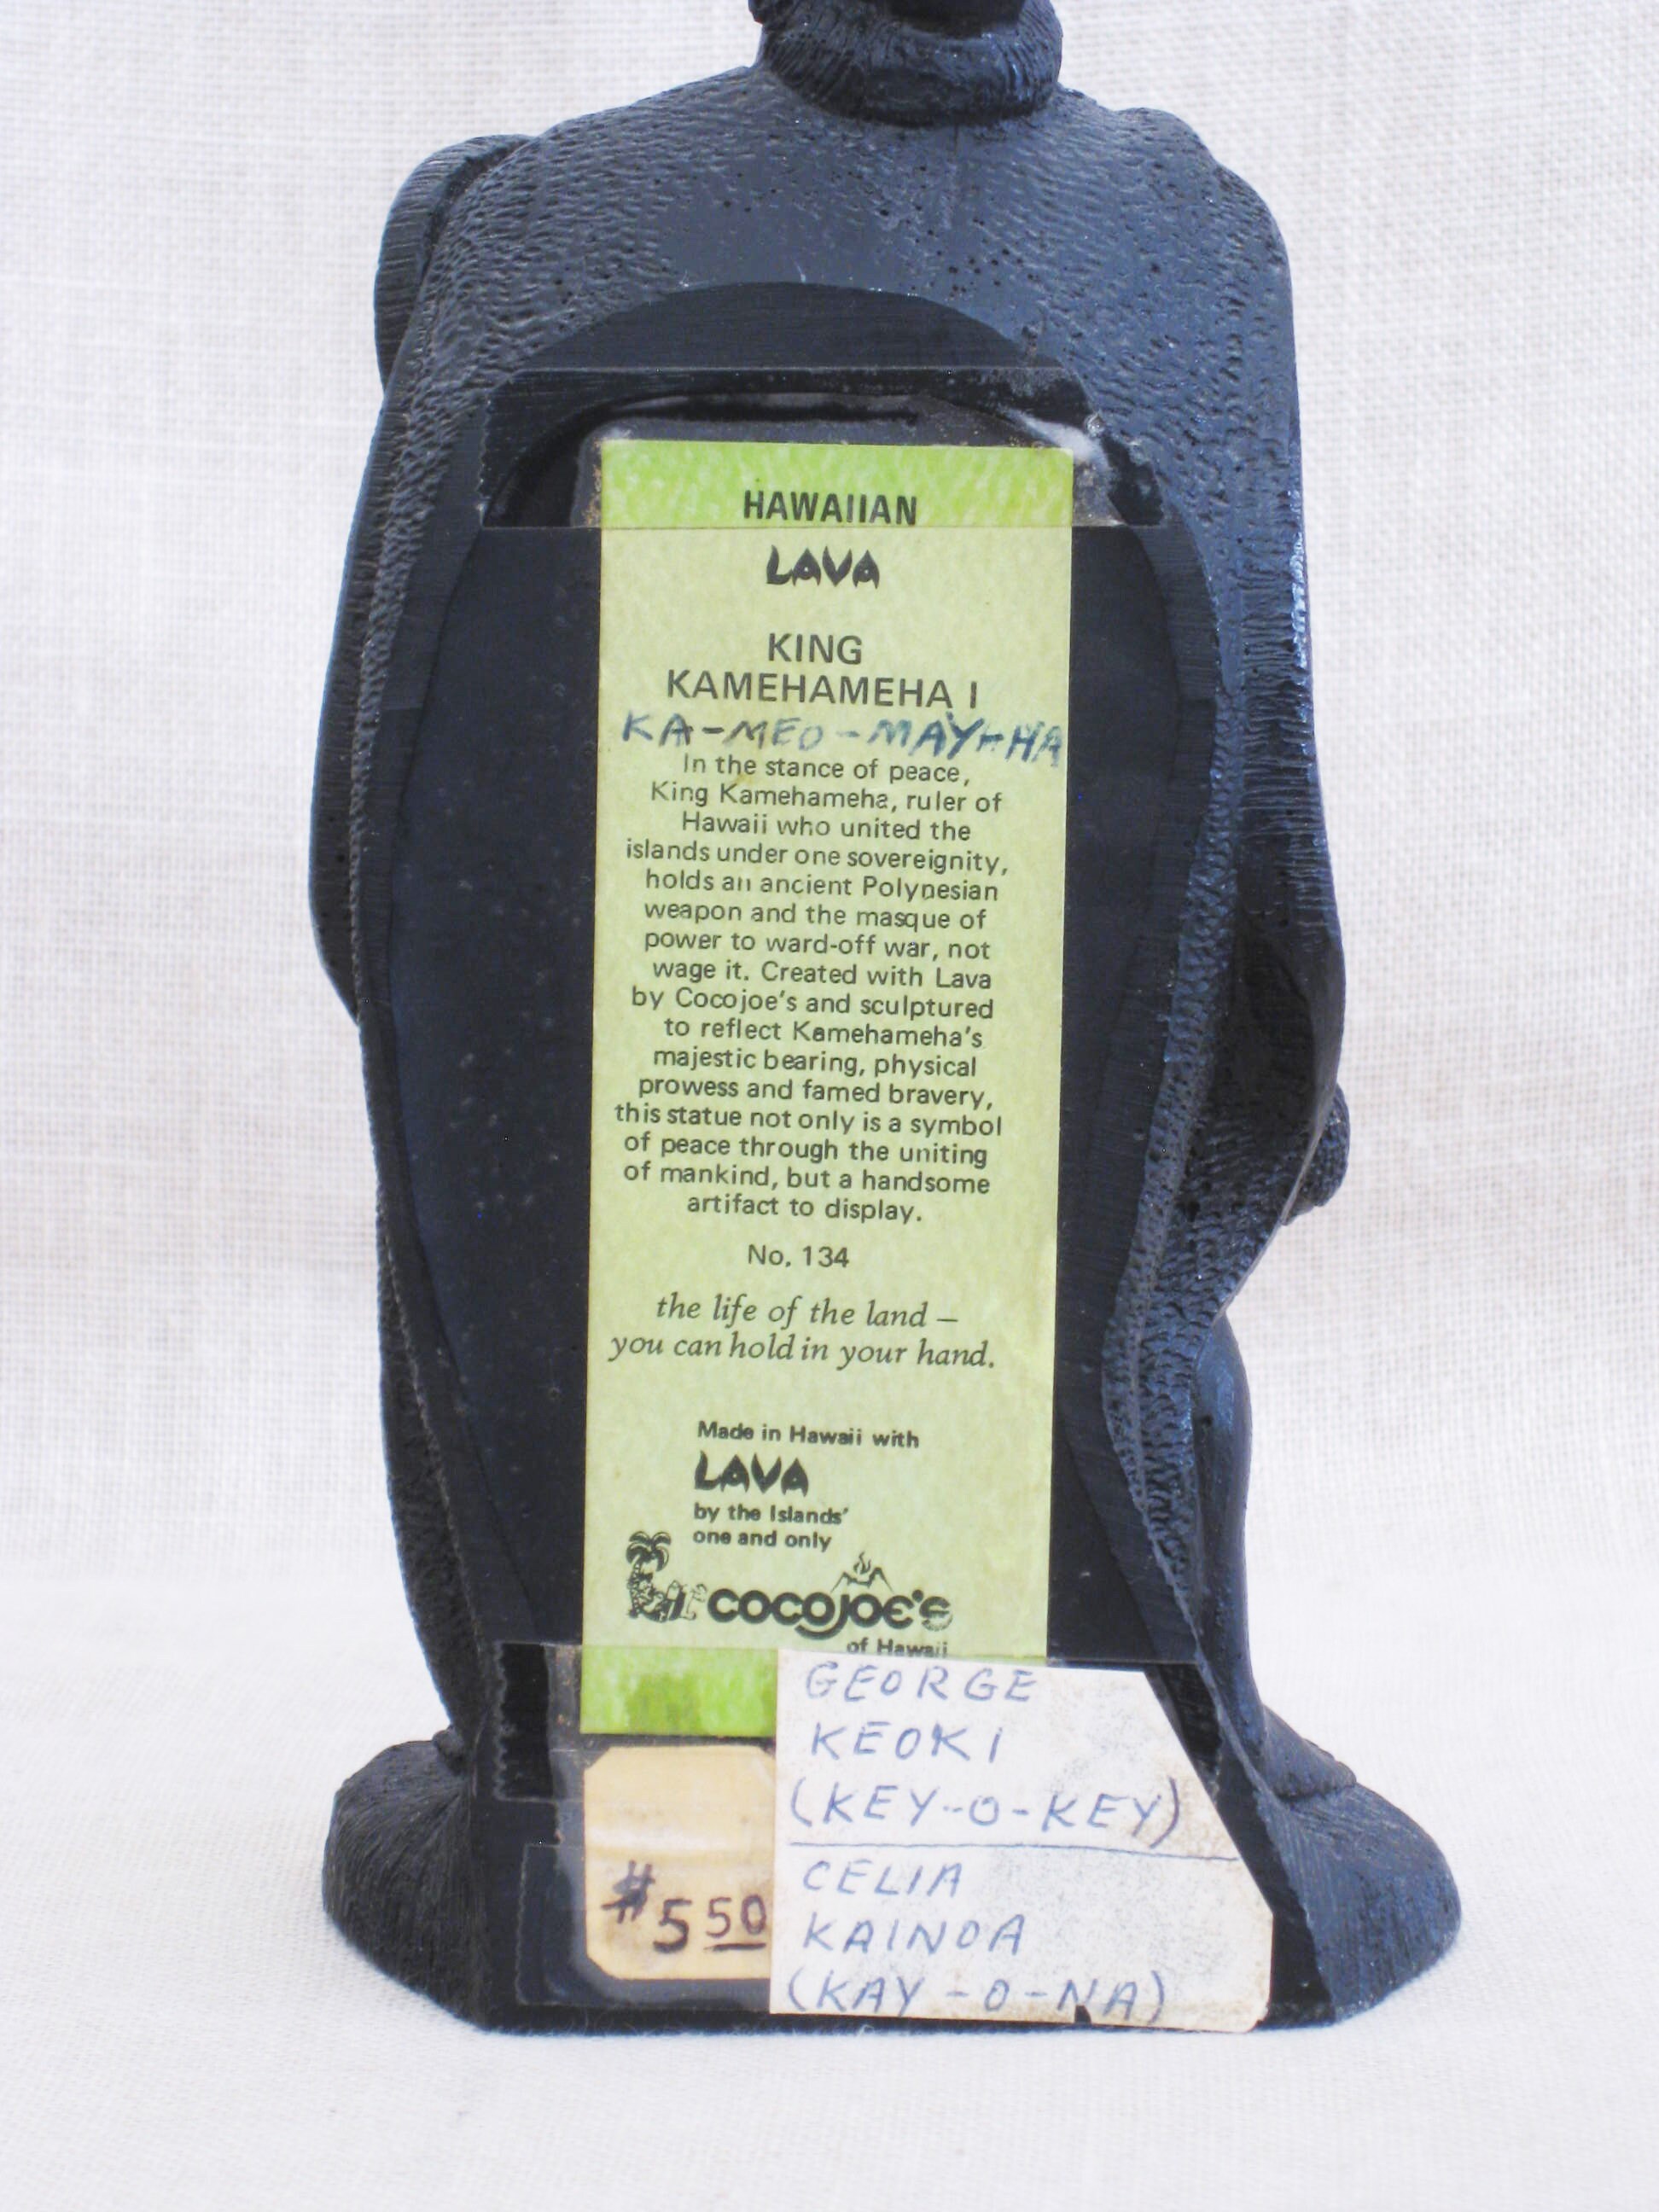 HAWAIIAN
LAVA
KING
KAMEHAMEHA I
KA-MEO-MAY-HA
In the stance of peace,
King Kamehameha, ruler of
Hawaii who united the
islands under one sovereignity,
holds an ancient Polynesian
weapon and the masque of
power to ward-off war, not
wage it. Created with Lava
by Cocojoe's and sculptured
to reflect Kamehameha's
majestic bearing, physical
prowess and famed bravery,
this statue not only is a symbol
of peace through the uniting
of mankind, but a handsome
artifact to display.
No. 134
the life of the land –
you can hold in your hand.
Made in Hawaii with
LAVA
by the Islands'
one and only
COCOJOE'S
of Hawaii
GEORGE
KEOKI
(KEY-O-KEY)
CELIA
KAINOA
(KAY-O-NA)
#5 50